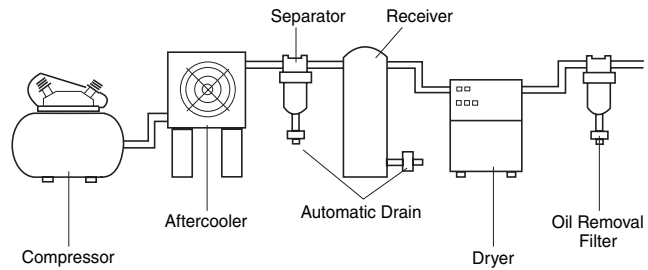 Separator
Receiver
Aftercooler
Automatic Drain
Oil Removal
Filter
Compressor
Dryer